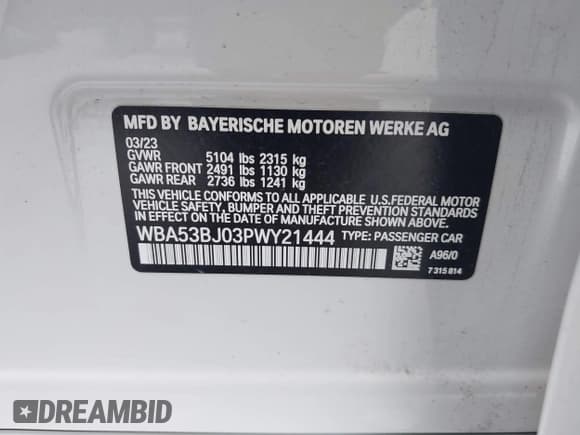 MFD BY BAYERISCHE MOTOREN WERKE AG
03/23
GVWR 5104 lbs 2315 kg
GAWR FRONT 2491 lbs 1130 kg
GAWR REAR 2736 lbs 1241 kg
THIS VEHICLE CONFORMS TO ALL APPLICABLE U.S.FEDERAL MOTOR
VEHICLE SAFETY, BUMPER, AND THEFT PREVENTION STANDARDS
IN EFFECT ON THE DATE OF MANUFACTURE SHOWN ABOVE.
WBA53BJ03PWY21444 TYPE: PASSENGER CAR
A96/0
7 315 814
DREAMBID